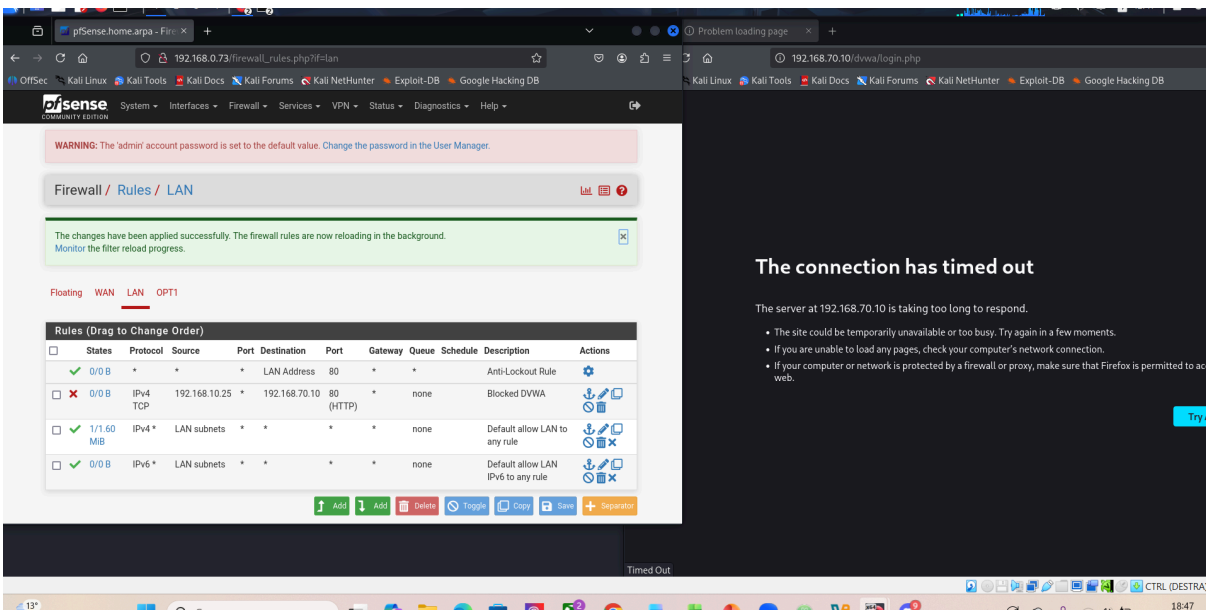 pfSense.home.arpa - Fire
Problem loading page
192.168.0.73/firewall_rules.php?if=lan
192.168.70.10/dvwa/login.php
OffSec Kali Linux Kali Tools Kali Docs Kali Forums Kali NetHunter Exploit-DB Google Hacking DB
Kali Linux Kali Tools Kali Docs Kali Forums Kali NetHunter Exploit-DB Google Hacking DB
pfsense COMMUNITY EDITION System Interfaces Firewall Services VPN Status Diagnostics Help
WARNING: The 'admin' account password is set to the default value. Change the password in the User Manager.
Firewall / Rules / LAN
The changes have been applied successfully. The firewall rules are now reloading in the background.
Monitor the filter reload progress.
Floating WAN LAN OPT1
Rules (Drag to Change Order)
States Protocol Source Port Destination Port Gateway Queue Schedule Description Actions
0/0 B * * * LAN Address 80 * * Anti-Lockout Rule
0/0 B IPv4 TCP 192.168.10.25 * 192.168.70.10 80 (HTTP) * none Blocked DVWA
1/1.60 MiB IPv4 * LAN subnets * * * * none Default allow LAN to any rule
0/0 B IPv6 * LAN subnets * * * * none Default allow LAN IPv6 to any rule
Add Add Delete Toggle Copy Save Separator
The connection has timed out
The server at 192.168.70.10 is taking too long to respond.
• The site could be temporarily unavailable or too busy. Try again in a few moments.
• If you are unable to load any pages, check your computer's network connection.
• If your computer or network is protected by a firewall or proxy, make sure that Firefox is permitted to
web.
Try
Timed Out
CTRL (DESTRA)
13°
18:47